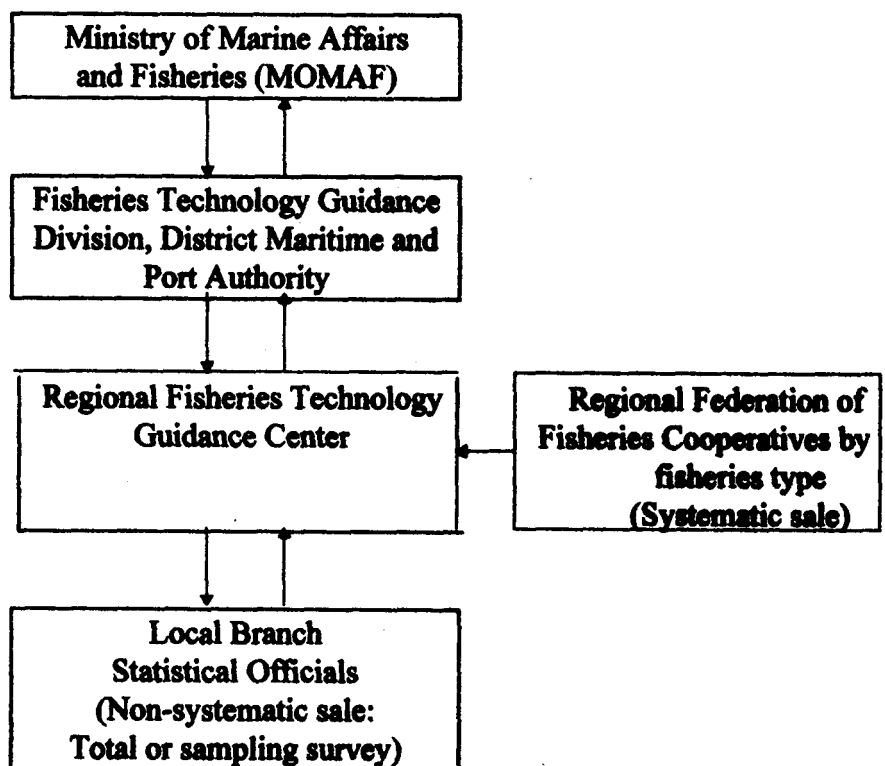 Ministry of Marine Affairs
and Fisheries (MOMAF)
Fisheries Technology Guidance
Division, District Maritime and
Port Authority
Regional Fisheries Technology
Guidance Center
Regional Federation of
Fisheries Cooperatives by
fisheries type
(Systematic sale)
Local Branch
Statistical Officials
(Non-systematic sale:
Total or sampling survey)